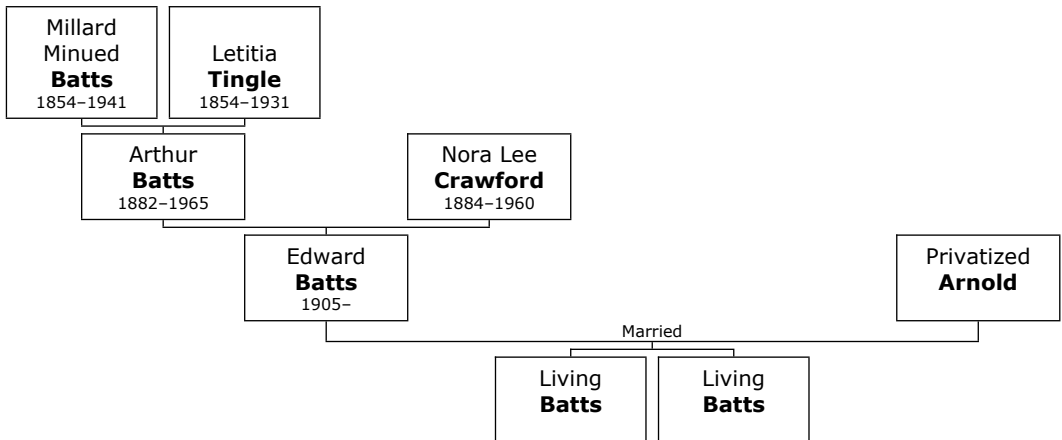 Millard
Minued
Batts
1854–1941
Letitia
Tingle
1854–1931
Arthur
Batts
1882–1965
Nora Lee
Crawford
1884–1960
Edward
Batts
1905–
Privatized
Arnold
Married
Living
Batts
Living
Batts